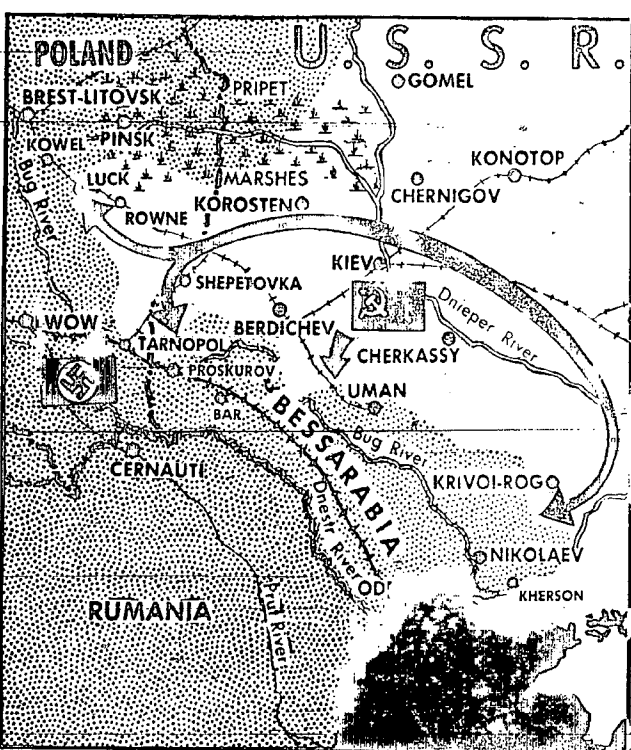 POLAND
U. S. S. R.
PRIPET
GOMEL
BREST-LITOVSK
PINSK
KOWEL
KONOTOP
LUCK
MARSHES
CHERNIGOV
ROWNE
KOROSTEN
Bug River
KIEV
SHEPETOVKA
Dnieper River
WOW
BERDICHEV
TARNOPOL
CHERKASSY
PROSKUROV
UMAN
BAR
BESSARABIA
Bug River
CERNAUTI
KRIVOI-ROG
Dnestr River
NIKOLAEV
OD
KHERSON
RUMANIA
Prut River